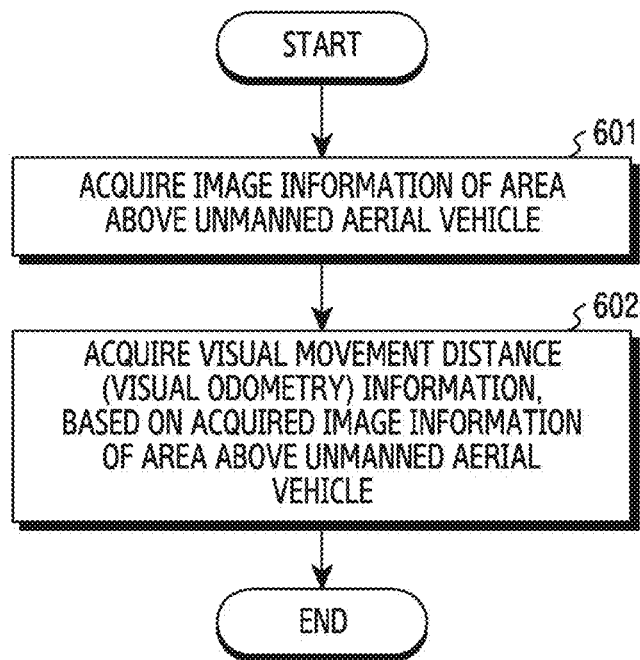 START
601
ACQUIRE IMAGE INFORMATION OF AREA
ABOVE UNMANNED AERIAL VEHICLE
602
ACQUIRE VISUAL MOVEMENT DISTANCE
(VISUAL ODOMETRY) INFORMATION,
BASED ON ACQUIRED IMAGE INFORMATION
OF AREA ABOVE UNMANNED AERIAL
VEHICLE
END